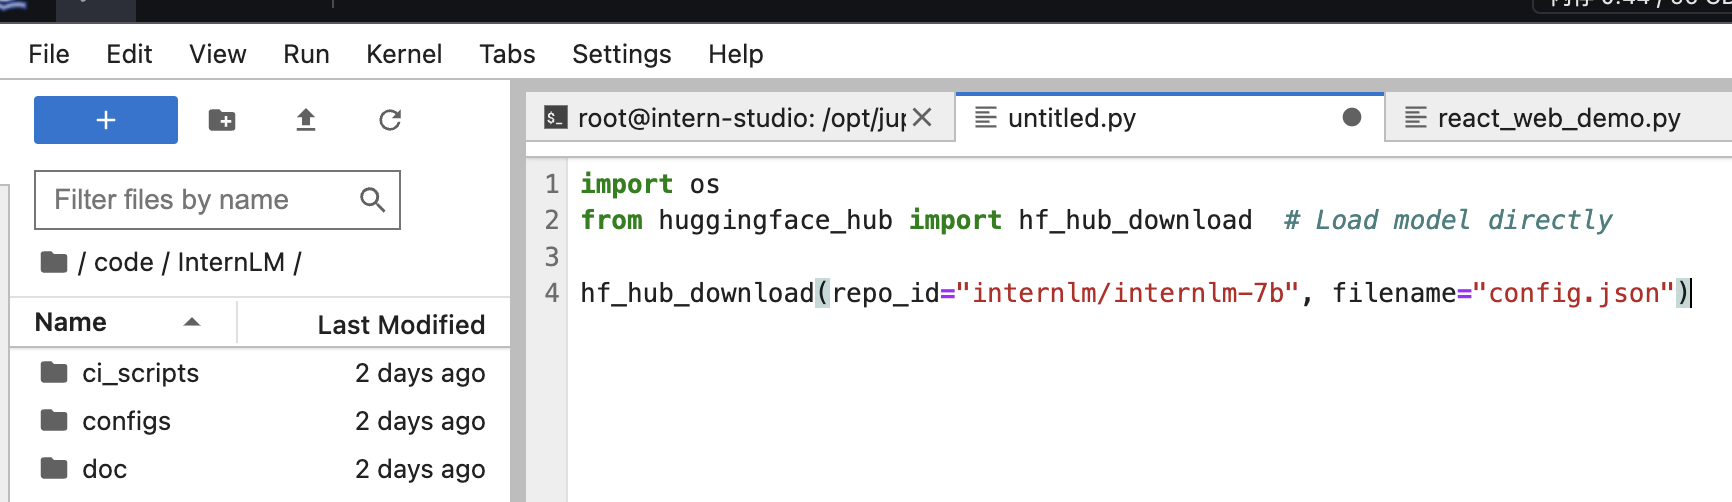 File Edit View Run Kernel Tabs Settings Help
+
Filter files by name
/ code / InternLM /
Name Last Modified
ci_scripts 2 days ago
configs 2 days ago
doc 2 days ago
$_ root@intern-studio: /opt/jup
untitled.py
react_web_demo.py
1 import os
2 from huggingface_hub import hf_hub_download  # Load model directly
3
4 hf_hub_download(repo_id="internlm/internlm-7b", filename="config.json")